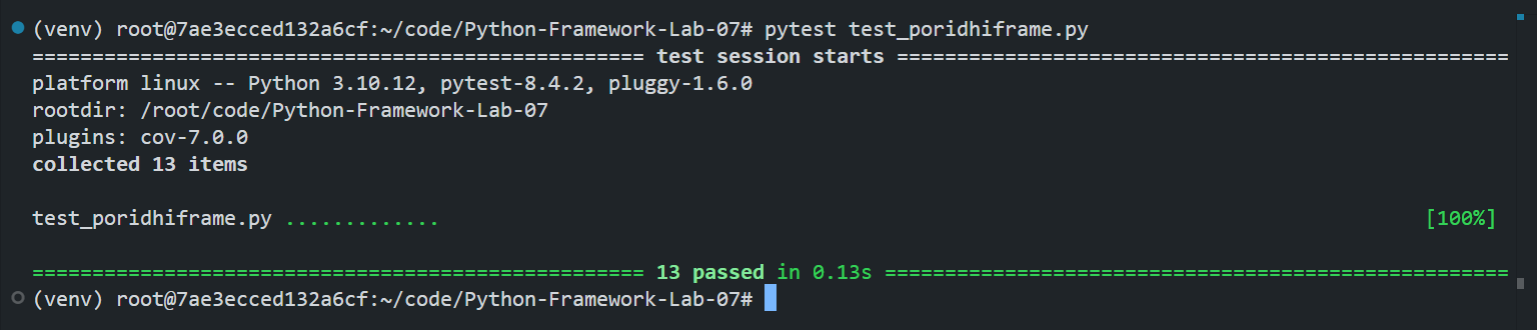 (venv) root@7ae3ecced132a6cf:~/code/Python-Framework-Lab-07# pytest test_poridhiframe.py
=================================================== test session starts ===================================================
platform linux -- Python 3.10.12, pytest-8.4.2, pluggy-1.6.0
rootdir: /root/code/Python-Framework-Lab-07
plugins: cov-7.0.0
collected 13 items
test_poridhiframe.py ............. [100%]
=================================================== 13 passed in 0.13s ====================================================
(venv) root@7ae3ecced132a6cf:~/code/Python-Framework-Lab-07#